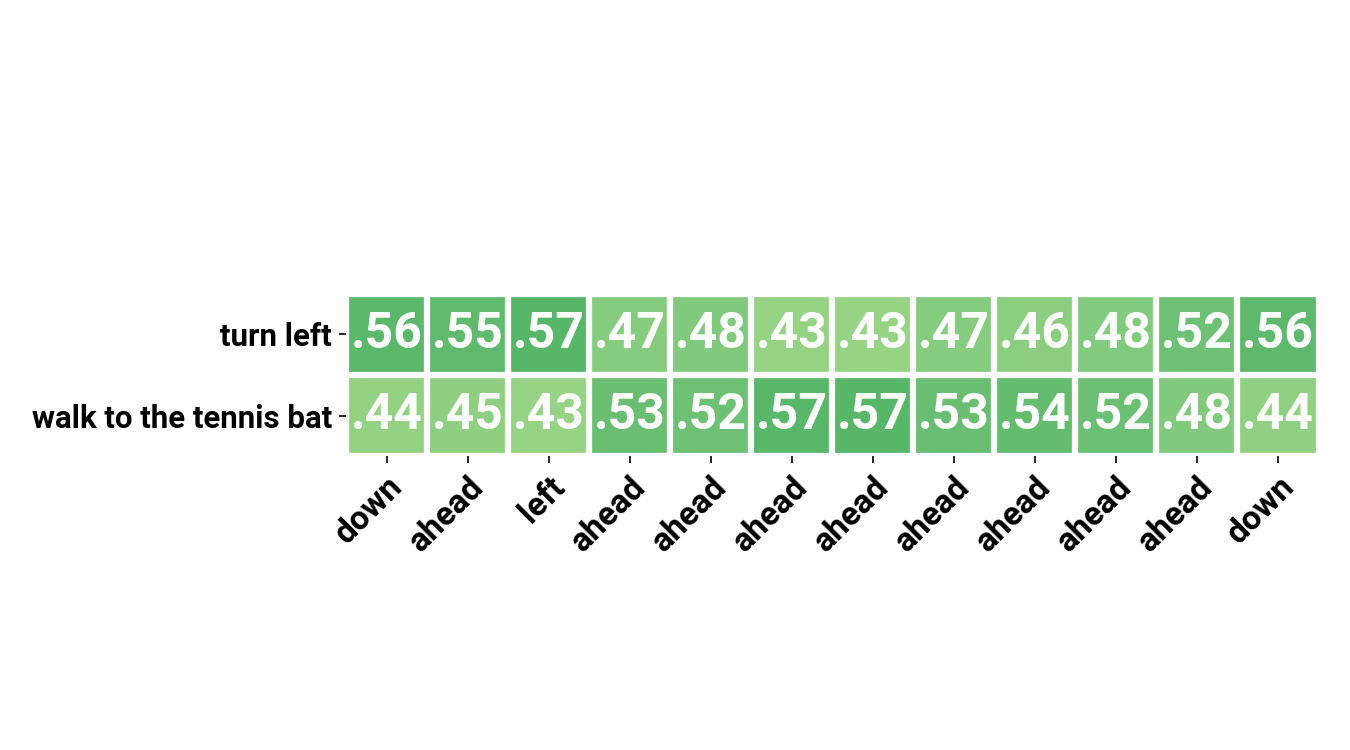 turn left .56 .55 .57 .47 .48 .43 .43 .47 .46 .48 .52 .56
walk to the tennis bat .44 .45 .43 .53 .52 .57 .57 .53 .54 .52 .48 .44
down ahead left ahead ahead ahead ahead ahead ahead ahead ahead down